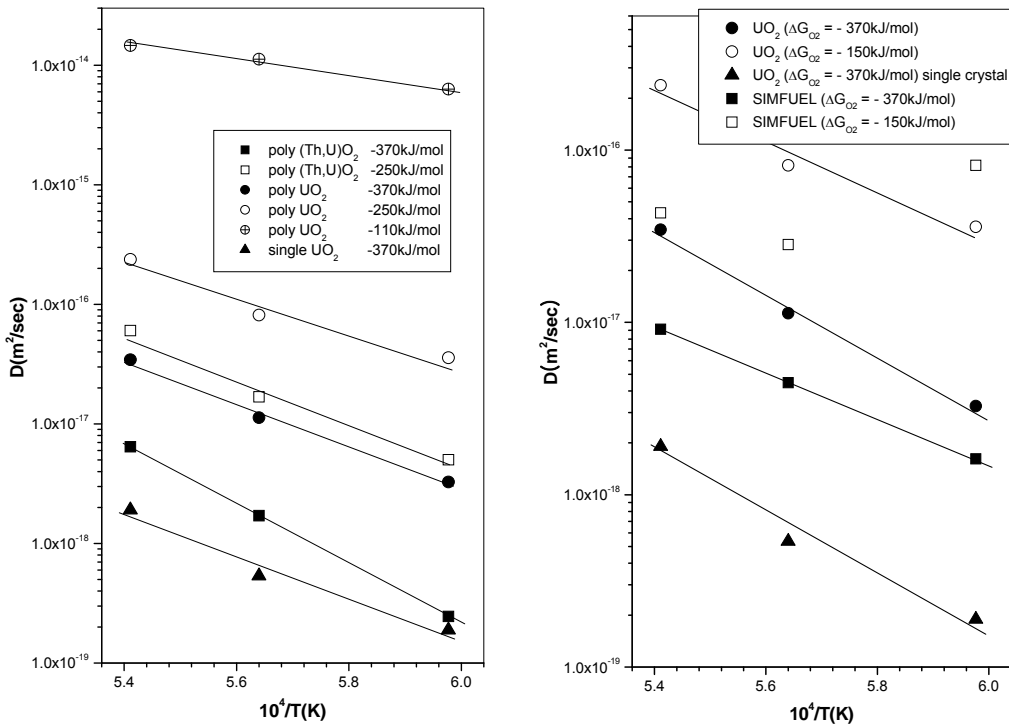 1.0x10⁻¹⁴
1.0x10⁻¹⁵
1.0x10⁻¹⁶
1.0x10⁻¹⁷
1.0x10⁻¹⁸
1.0x10⁻¹⁹
D(m²/sec)
poly (Th,U)O₂ -370kJ/mol
poly (Th,U)O₂ -250kJ/mol
poly UO₂ -370kJ/mol
poly UO₂ -250kJ/mol
poly UO₂ -110kJ/mol
single UO₂ -370kJ/mol
5.4 5.6 5.8 6.0
10⁴/T(K)
1.0x10⁻¹⁶
1.0x10⁻¹⁷
1.0x10⁻¹⁸
1.0x10⁻¹⁹
D(m²/sec)
UO₂ (ΔG_O2 = - 370kJ/mol)
UO₂ (ΔG_O2 = - 150kJ/mol)
UO₂ (ΔG_O2 = - 370kJ/mol) single crystal
SIMFUEL (ΔG_O2 = - 370kJ/mol)
SIMFUEL (ΔG_O2 = - 150kJ/mol)
5.4 5.6 5.8 6.0
10⁴/T(K)